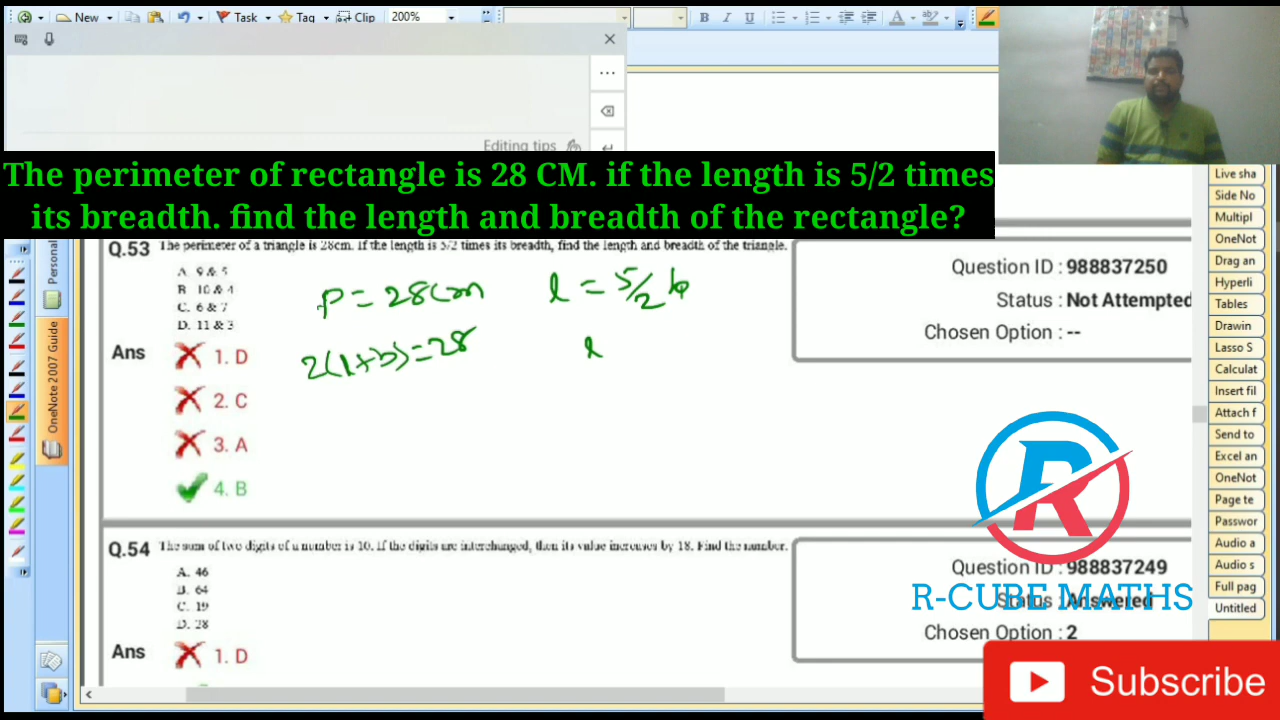 New
Task
Tag
Clip
200%
B I U
Editing tips
The perimeter of rectangle is 28 CM. if the length is 5/2 times
its breadth. find the length and breadth of the rectangle?
Personal
OneNote 2007 Guide
Q.53 The perimeter of a triangle is 28cm. If the length is 5/2 times its breadth, find the length and breadth of the triangle.
A. 9 & 5
B. 10 & 4
C. 6 & 7
D. 11 & 3
P = 28 Cm
l = 5/2 b
2(l+b)=28
l
Ans
1. D
2. C
3. A
4. B
Question ID : 988837250
Status : Not Attempted
Chosen Option : --
Q.54 The sum of two digits of a number is 10. If the digits are interchanged, then its value increases by 18. Find the number.
A. 46
B. 64
C. 19
D. 28
Ans
1. D
Question ID : 988837249
Status : Answered
Chosen Option : 2
R
R-CUBE MATHS
Subscribe
Live sha
Side No
Multipl
OneNot
Drag an
Hyperli
Tables
Drawin
Lasso S
Calculat
Insert fil
Attach f
Send to
Excel an
OneNot
Page te
Passwor
Audio a
Audio s
Full pag
Untitled